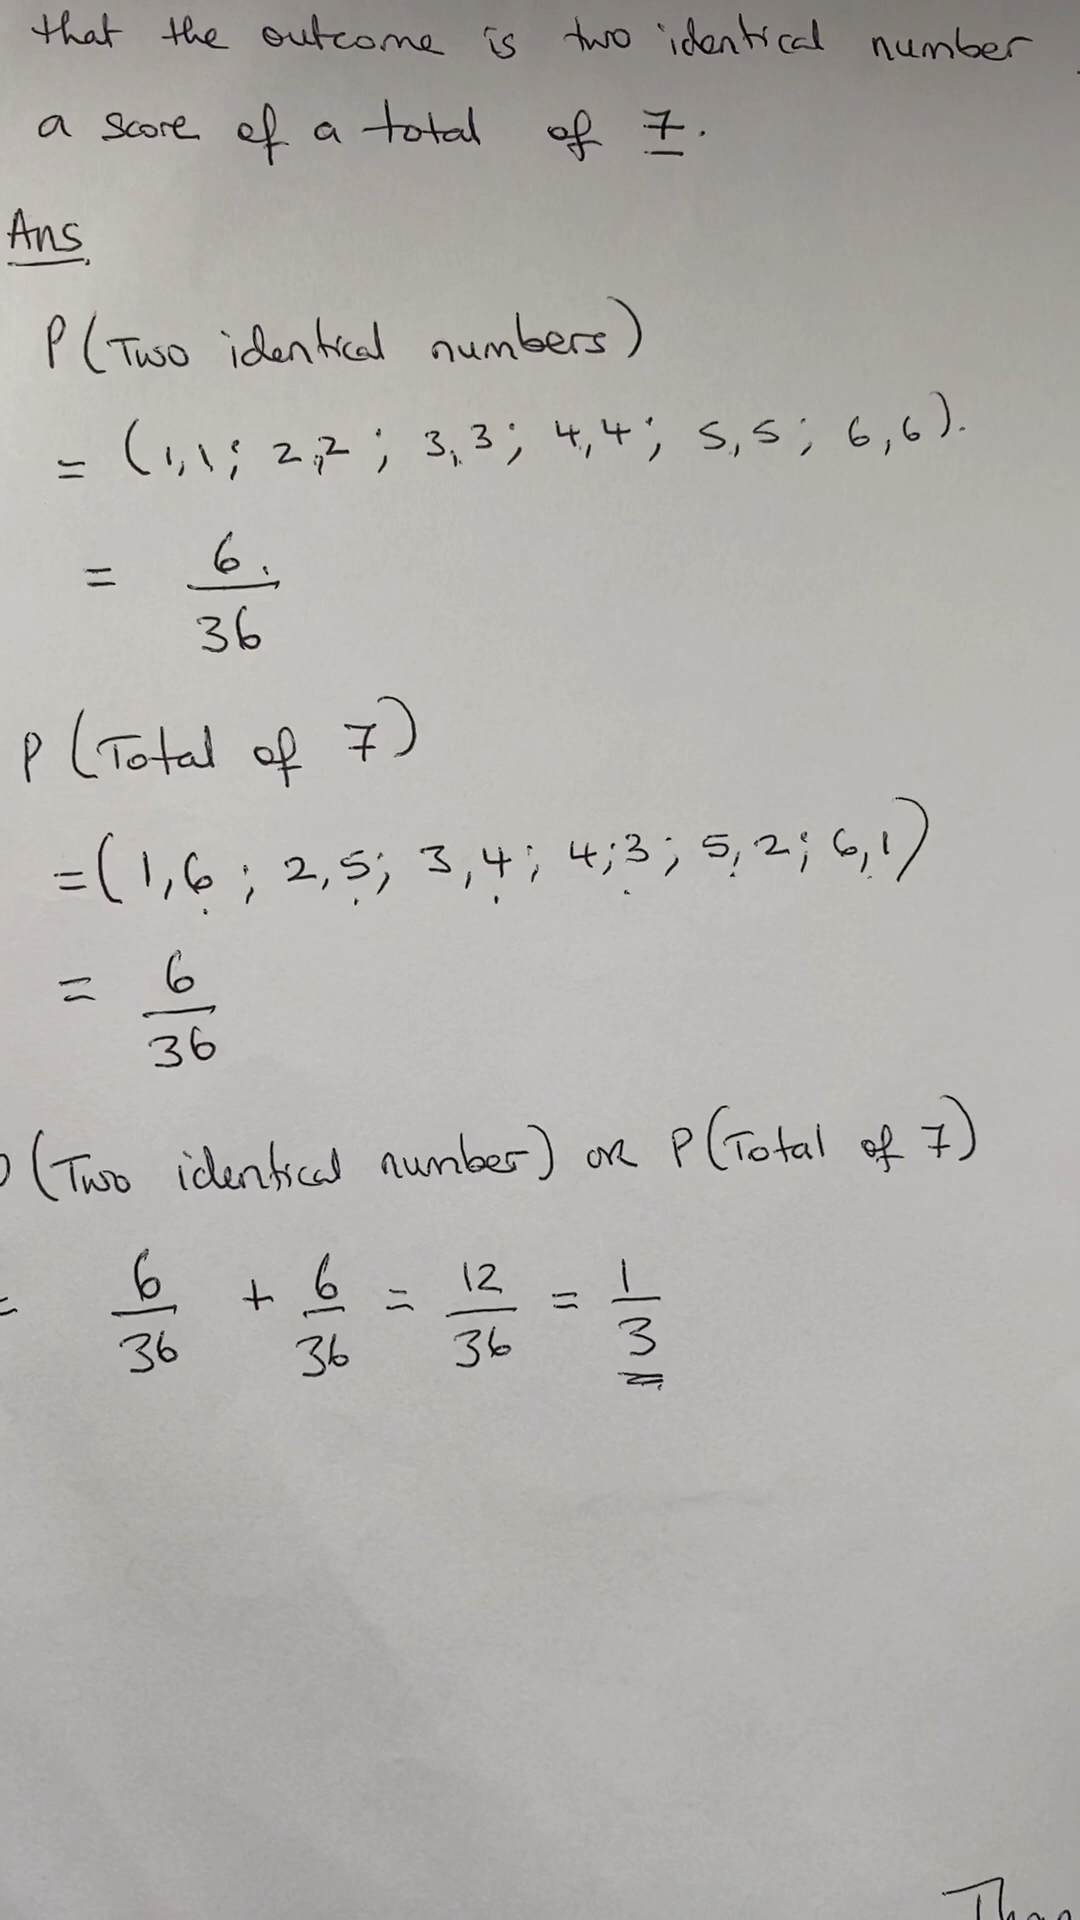 that the outcome is two identical number
a score of a total of 7.
Ans.
P(Two identical numbers)
= (1,1; 2,2; 3,3; 4,4; 5,5; 6,6).
= 6/36
P(Total of 7)
=(1,6; 2,5; 3,4; 4;3; 5,2; 6,1)
= 6/36
(Two identical number) OR P(Total of 7)
= 6/36 + 6/36 = 12/36 = 1/3